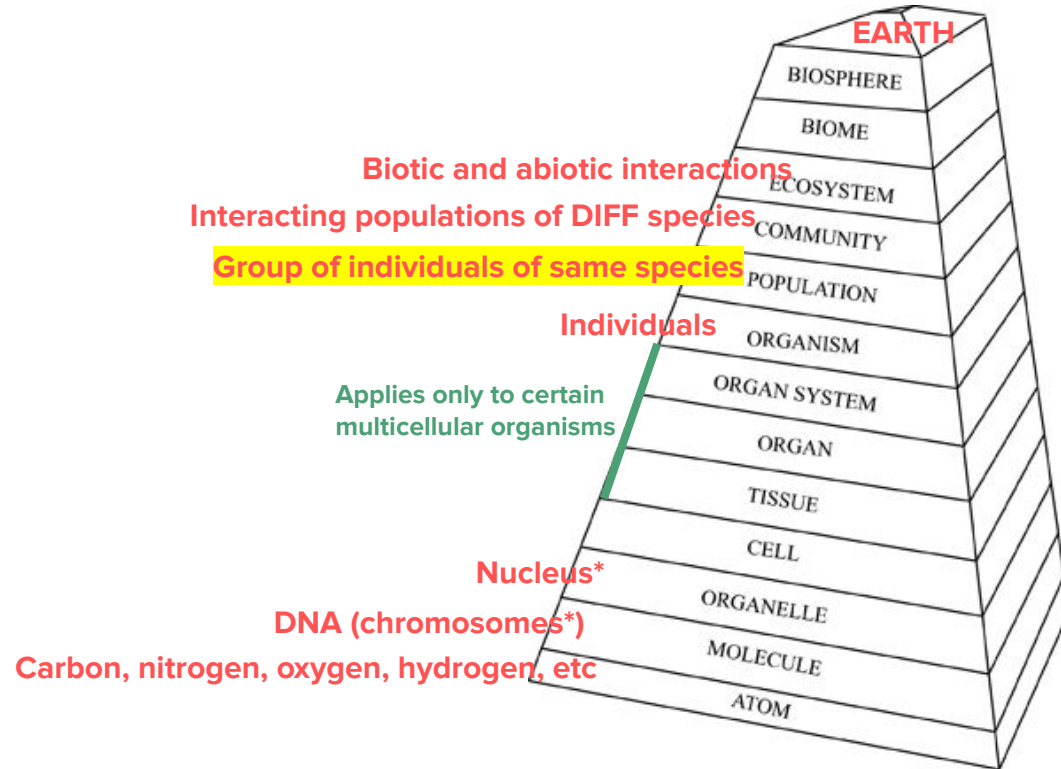 EARTH
BIOSPHERE
BIOME
Biotic and abiotic interactions
ECOSYSTEM
Interacting populations of DIFF species
COMMUNITY
Group of individuals of same species
POPULATION
Individuals
ORGANISM
ORGAN SYSTEM
Applies only to certain
multicellular organisms
ORGAN
TISSUE
CELL
Nucleus*
ORGANELLE
DNA (chromosomes*)
MOLECULE
Carbon, nitrogen, oxygen, hydrogen, etc
ATOM